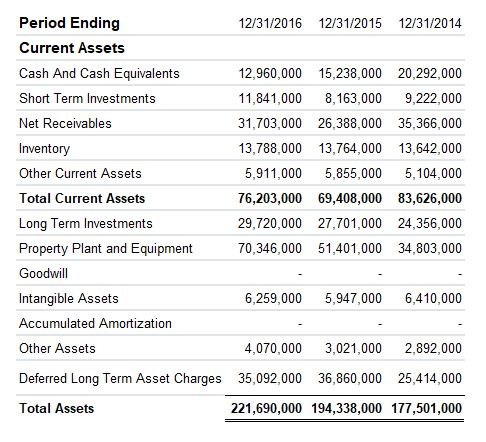 Period Ending 12/31/2016 12/31/2015 12/31/2014
Current Assets
Cash And Cash Equivalents 12,960,000 15,238,000 20,292,000
Short Term Investments 11,841,000 8,163,000 9,222,000
Net Receivables 31,703,000 26,388,000 35,366,000
Inventory 13,788,000 13,764,000 13,642,000
Other Current Assets 5,911,000 5,855,000 5,104,000
Total Current Assets 76,203,000 69,408,000 83,626,000
Long Term Investments 29,720,000 27,701,000 24,356,000
Property Plant and Equipment 70,346,000 51,401,000 34,803,000
Goodwill - - -
Intangible Assets 6,259,000 5,947,000 6,410,000
Accumulated Amortization - - -
Other Assets 4,070,000 3,021,000 2,892,000
Deferred Long Term Asset Charges 35,092,000 36,860,000 25,414,000
Total Assets 221,690,000 194,338,000 177,501,000